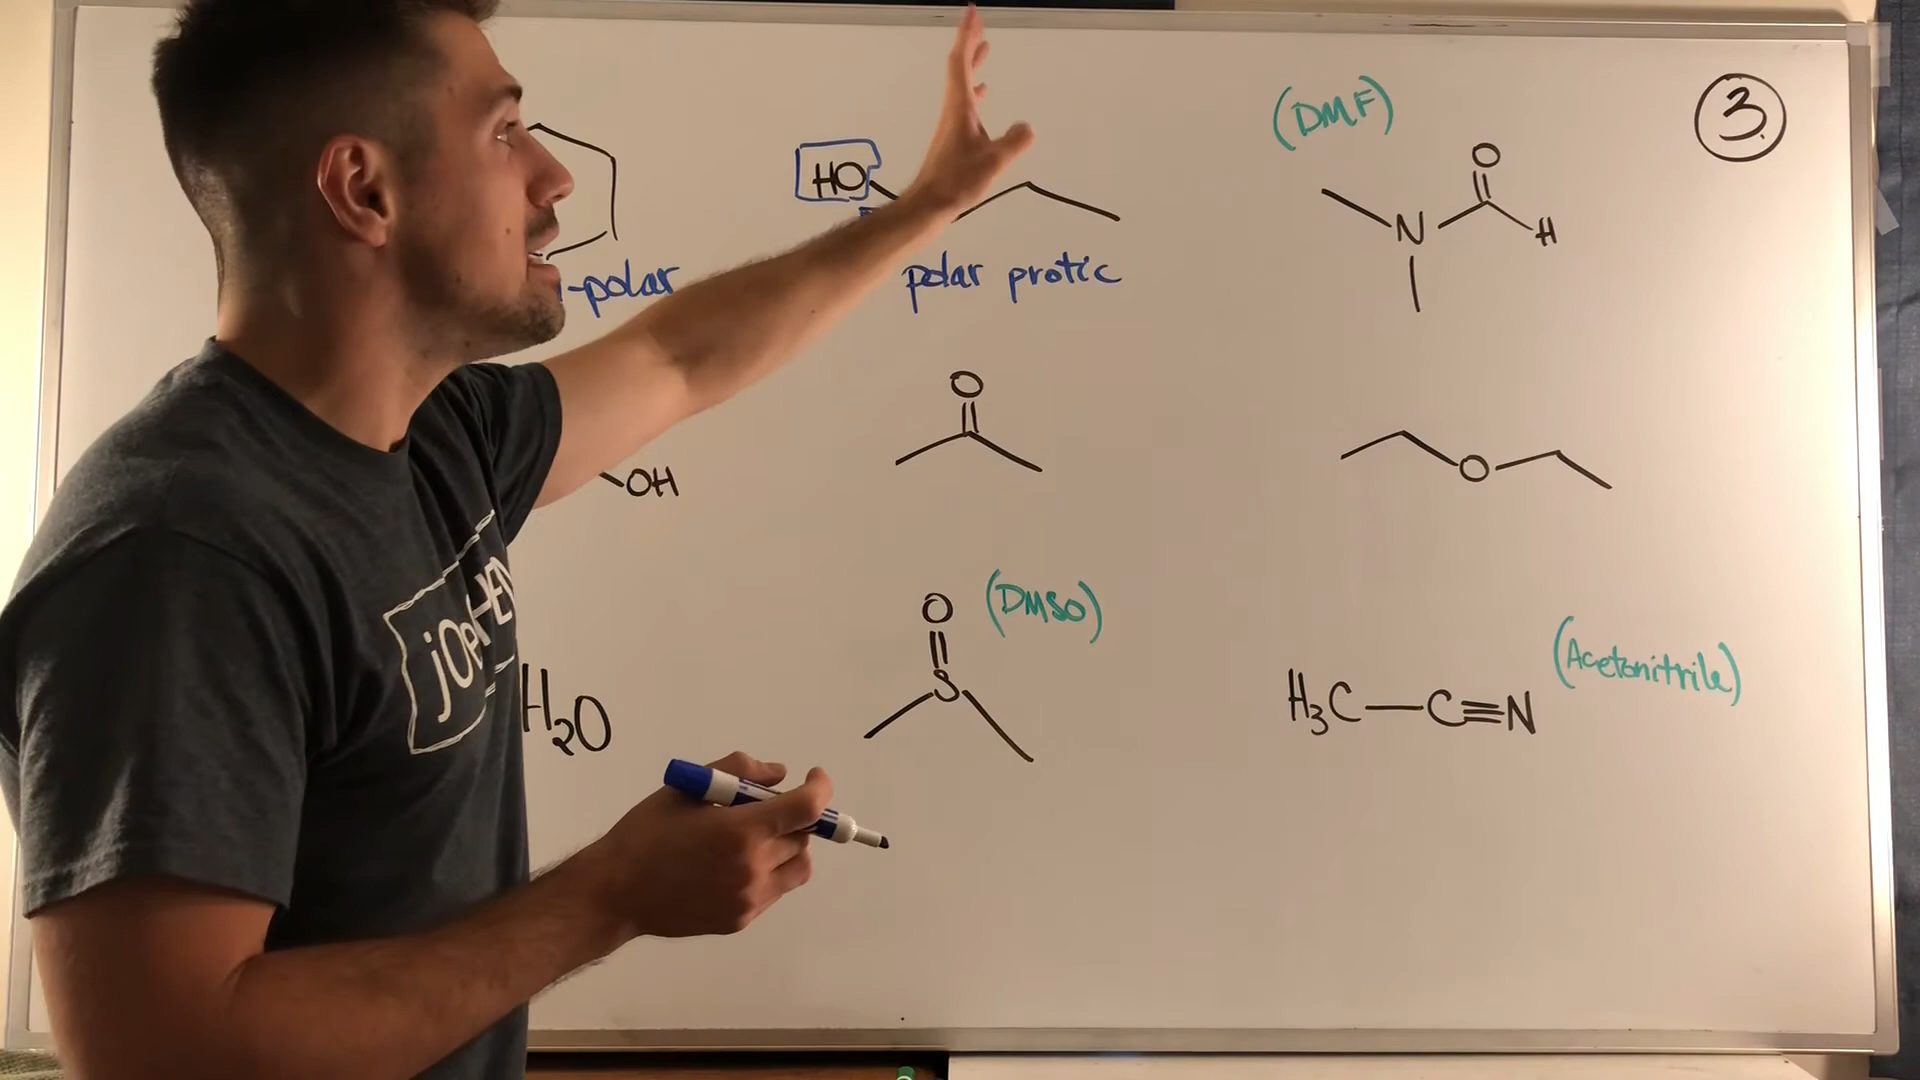 (DMF)
3.
O
HO
N
H
-polar
polar protic
O
OH
O
O
(DMSO)
S
H₂O
H₃C—C≡N
(Acetonitrile)